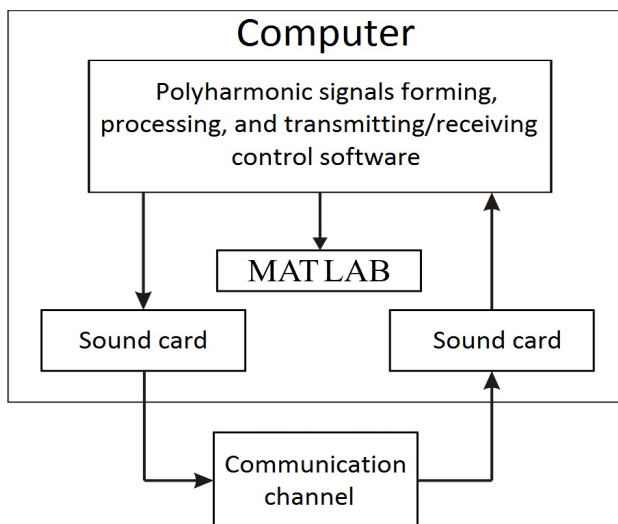 Computer
Polyharmonic signals forming,
processing, and transmitting/receiving
control software
MATLAB
Sound card
Sound card
Communication
channel